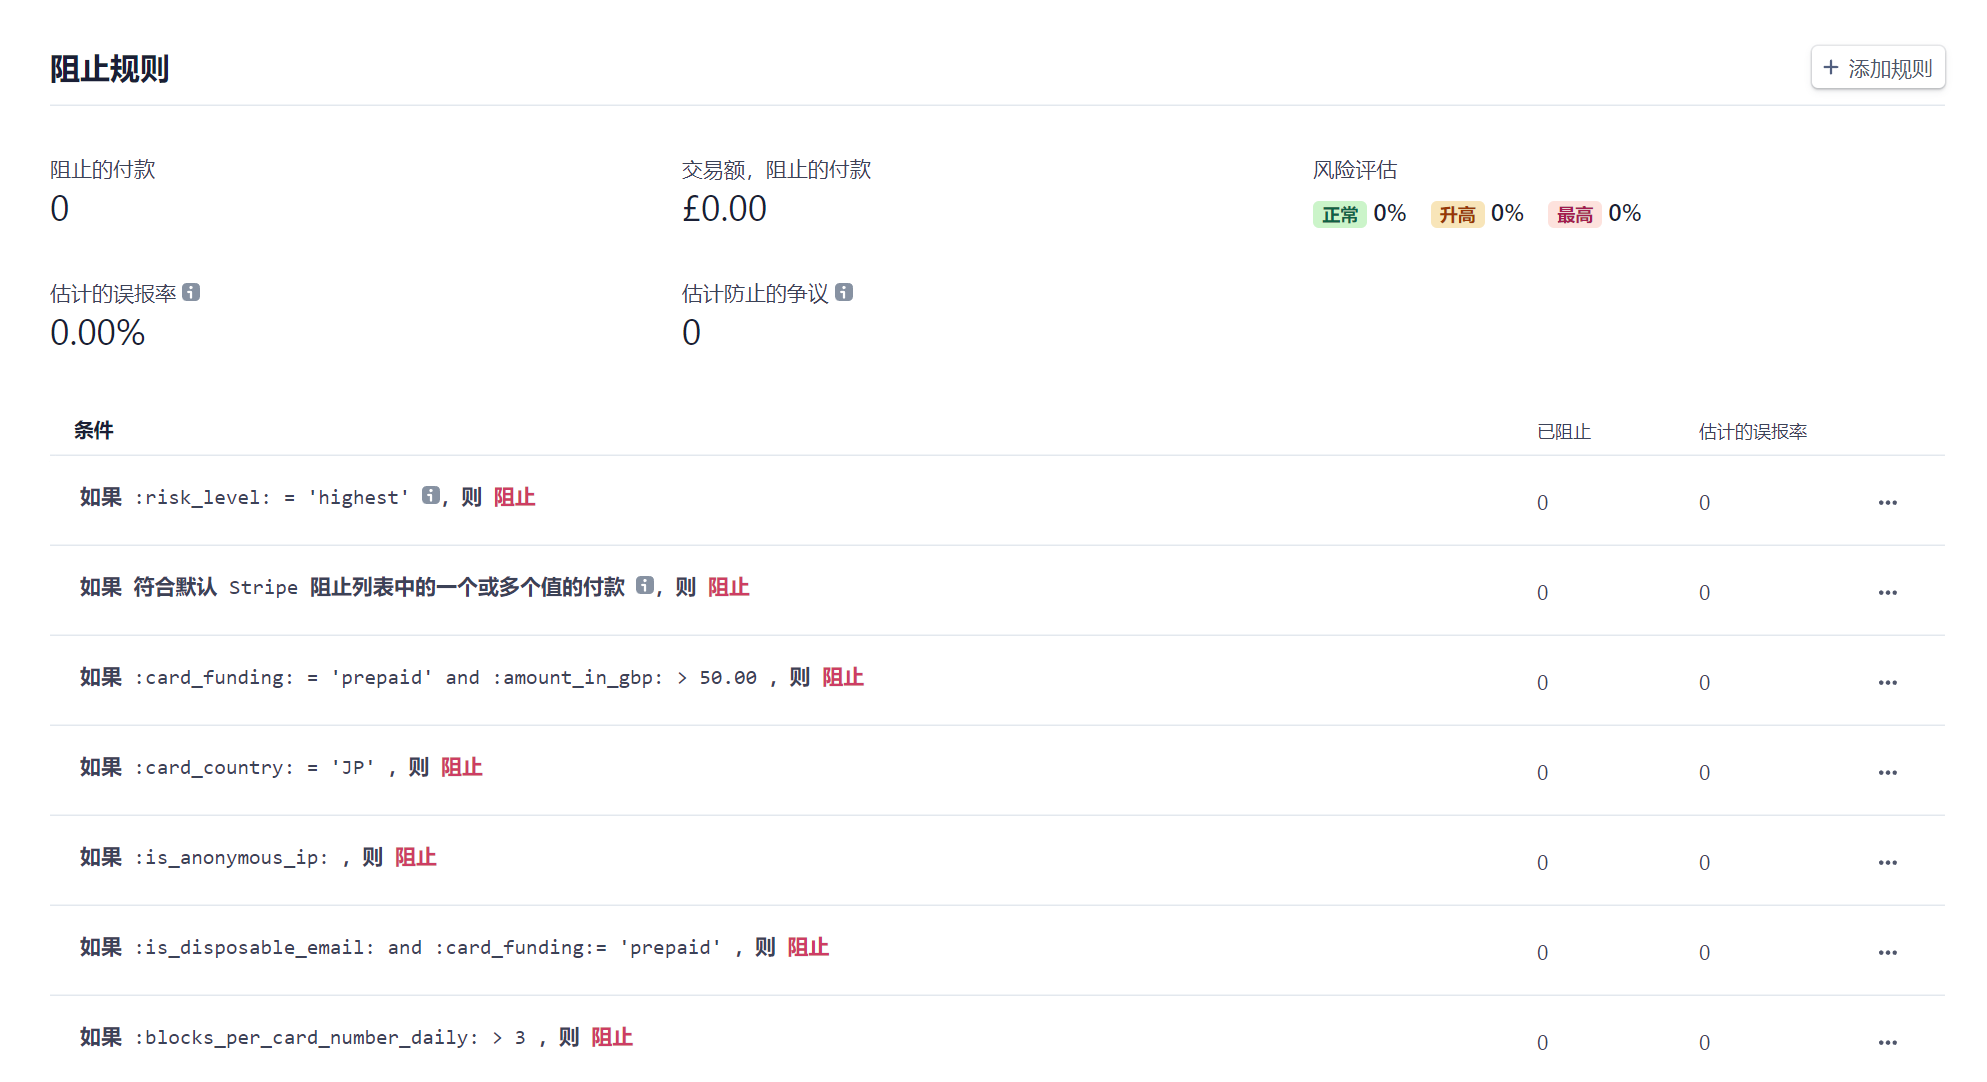 阻止规则
+ 添加规则
阻止的付款
0
交易额，阻止的付款
£0.00
风险评估
正常 0% 升高 0% 最高 0%
估计的误报率
0.00%
估计防止的争议
0
条件 已阻止 估计的误报率
如果 :risk_level: = 'highest' , 则 阻止 0 0
如果 符合默认 Stripe 阻止列表中的一个或多个值的付款 , 则 阻止 0 0
如果 :card_funding: = 'prepaid' and :amount_in_gbp: > 50.00 , 则 阻止 0 0
如果 :card_country: = 'JP' , 则 阻止 0 0
如果 :is_anonymous_ip: , 则 阻止 0 0
如果 :is_disposable_email: and :card_funding:= 'prepaid' , 则 阻止 0 0
如果 :blocks_per_card_number_daily: > 3 , 则 阻止 0 0